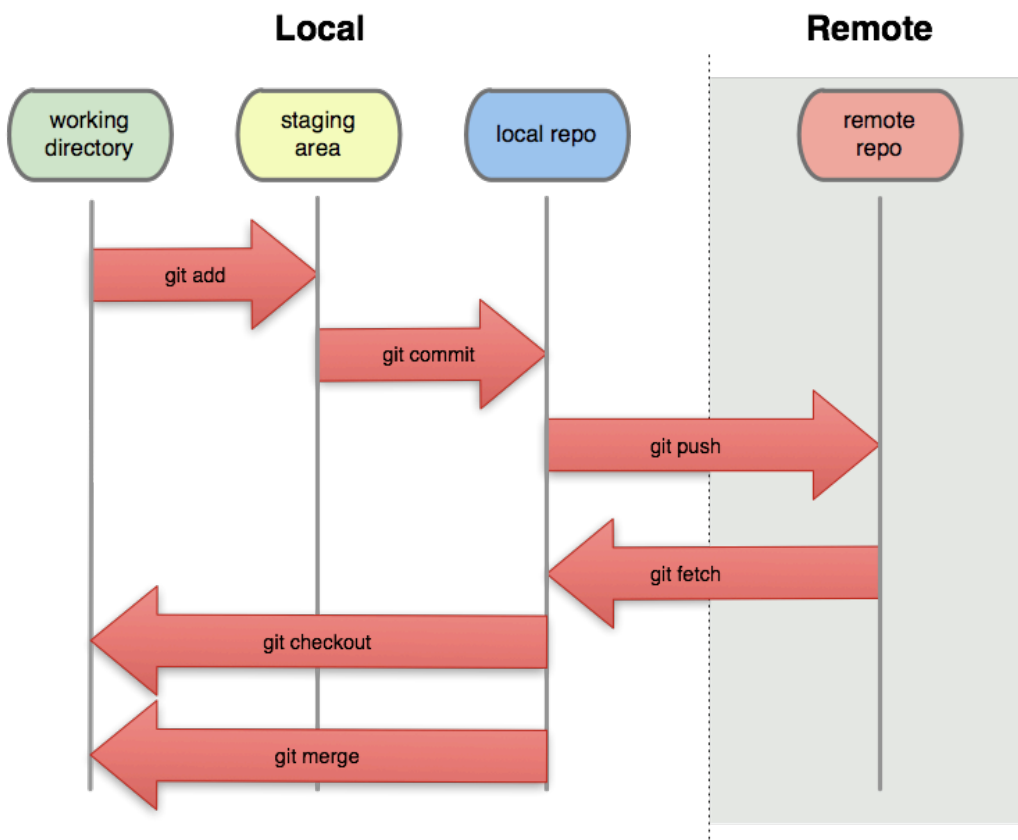 Local
Remote
working
directory
staging
area
local repo
remote
repo
git add
git commit
git push
git fetch
git checkout
git merge